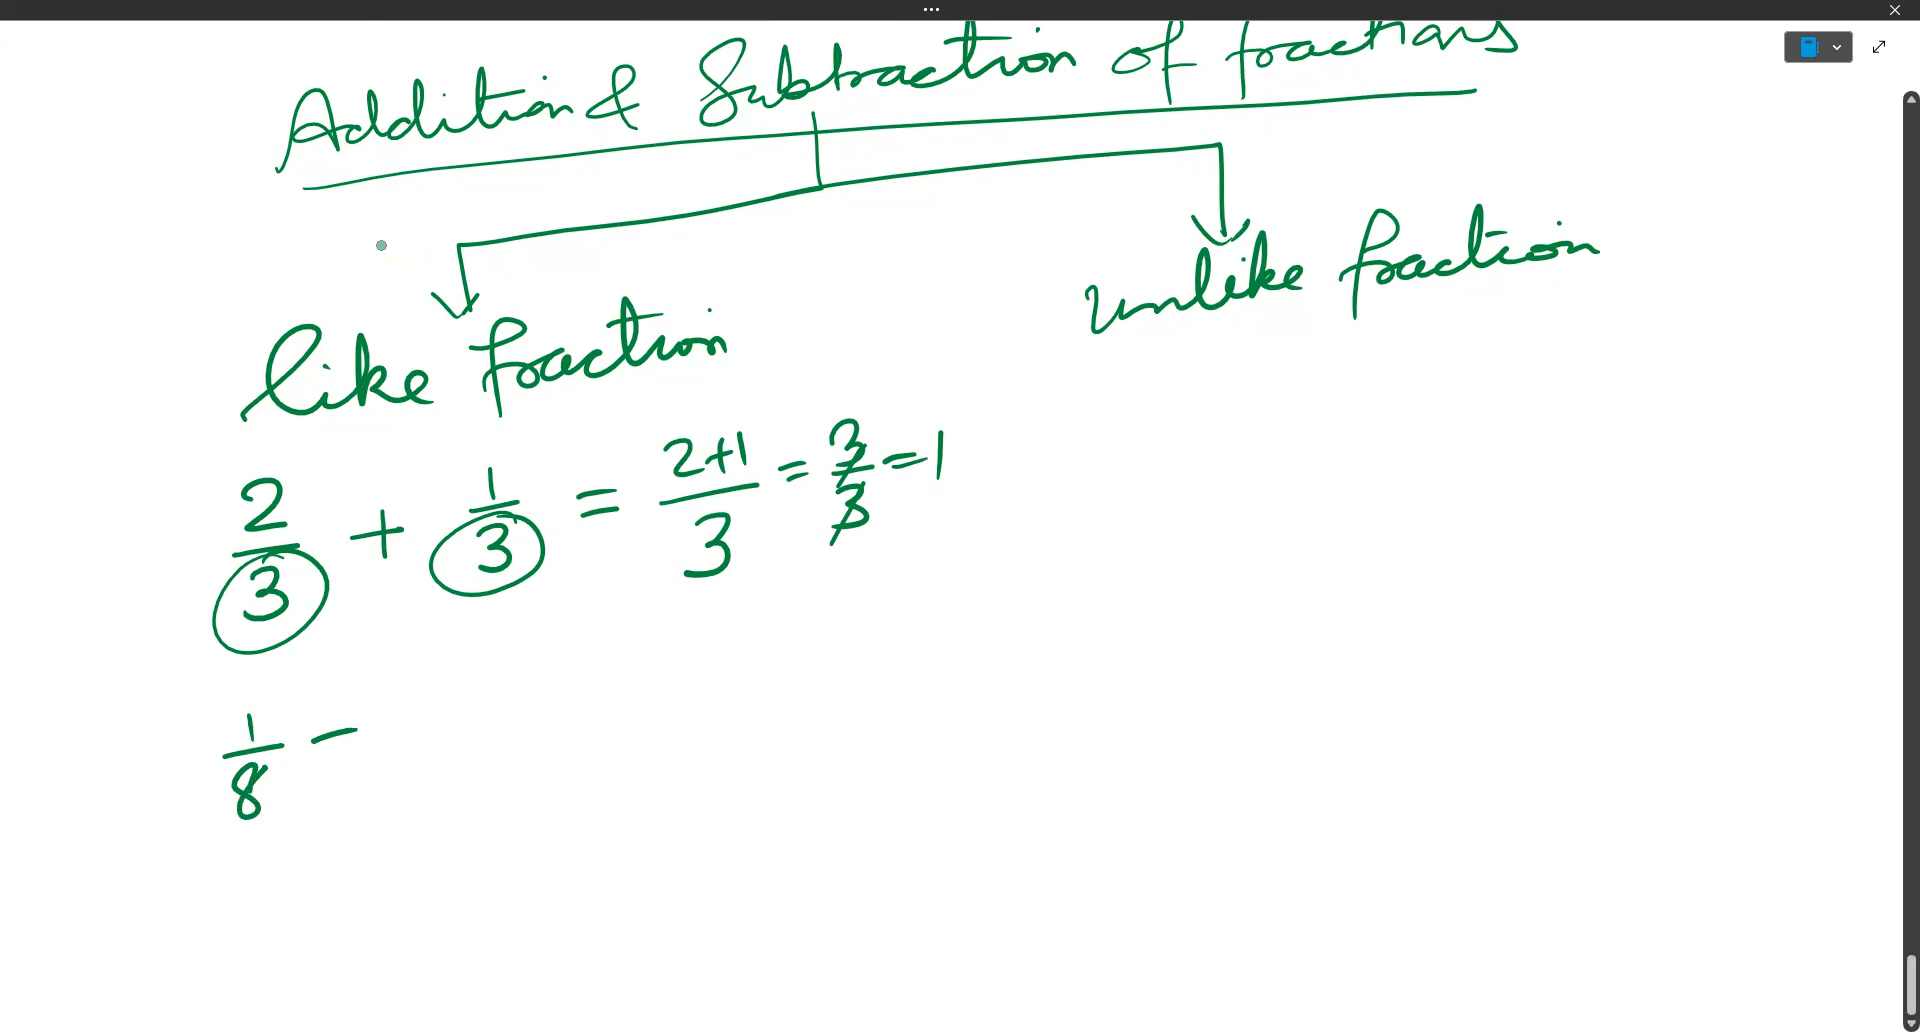 Addition & Subtraction of fractions
like fraction
unlike fraction
2/3 + 1/3 = 2+1/3 = 3/3 = 1
1/8 -